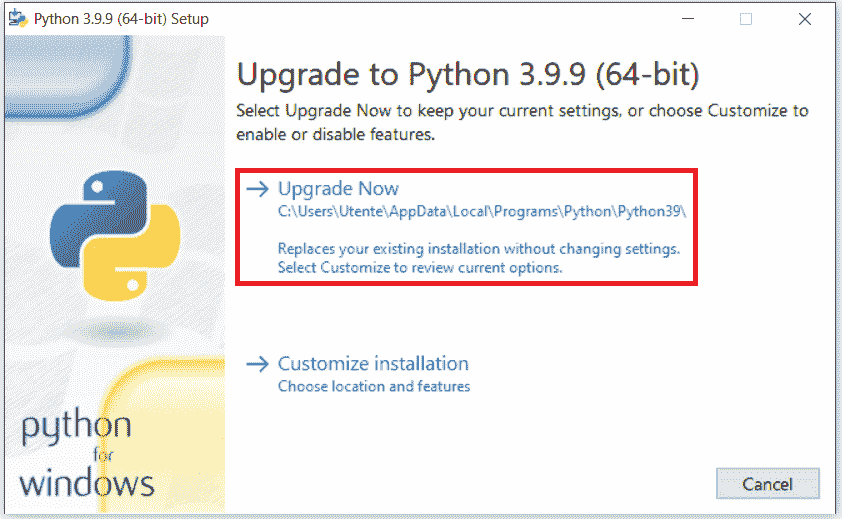 Python 3.9.9 (64-bit) Setup
Upgrade to Python 3.9.9 (64-bit)
Select Upgrade Now to keep your current settings, or choose Customize to
enable or disable features.
Upgrade Now
C:\Users\Utente\AppData\Local\Programs\Python\Python39\
Replaces your existing installation without changing settings.
Select Customize to review current options.
Customize installation
Choose location and features
python
for
windows
Cancel